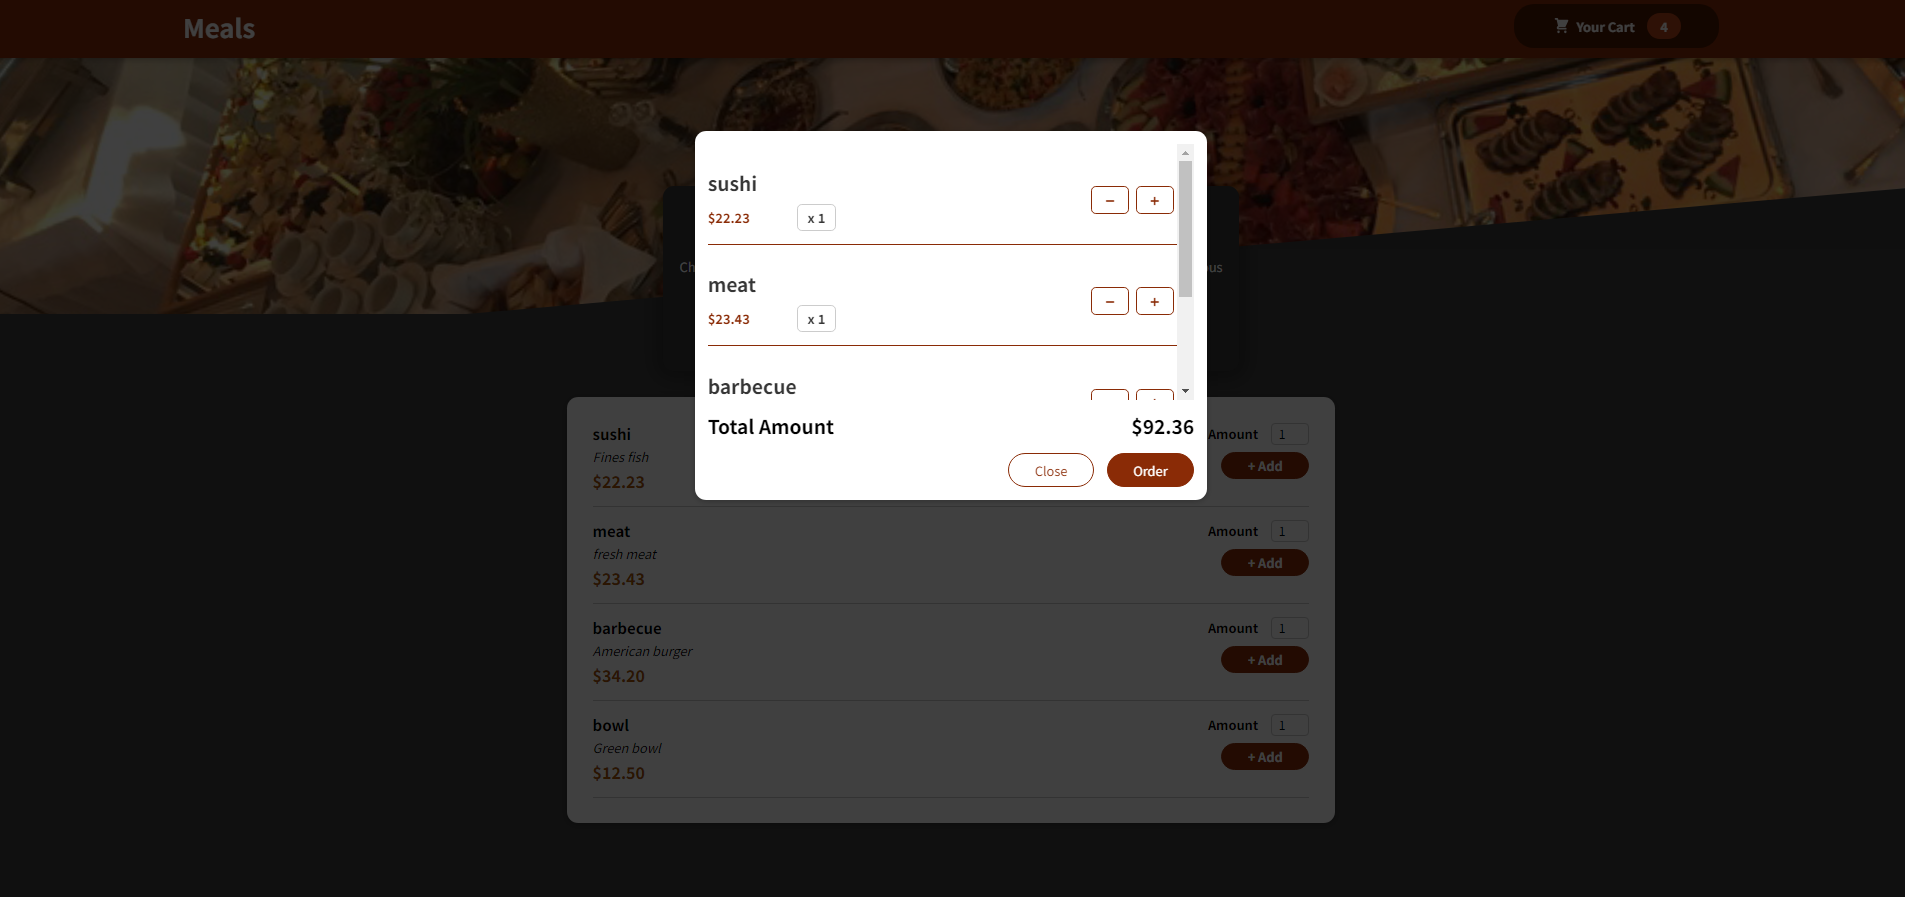 Meals
Your Cart 4
sushi
$22.23 x 1
− +
meat
$23.43 x 1
− +
barbecue
Total Amount $92.36
Close Order
Ch
ous
sushi
Fines fish
$22.23
Amount 1
+ Add
meat
fresh meat
$23.43
Amount 1
+ Add
barbecue
American burger
$34.20
Amount 1
+ Add
bowl
Green bowl
$12.50
Amount 1
+ Add